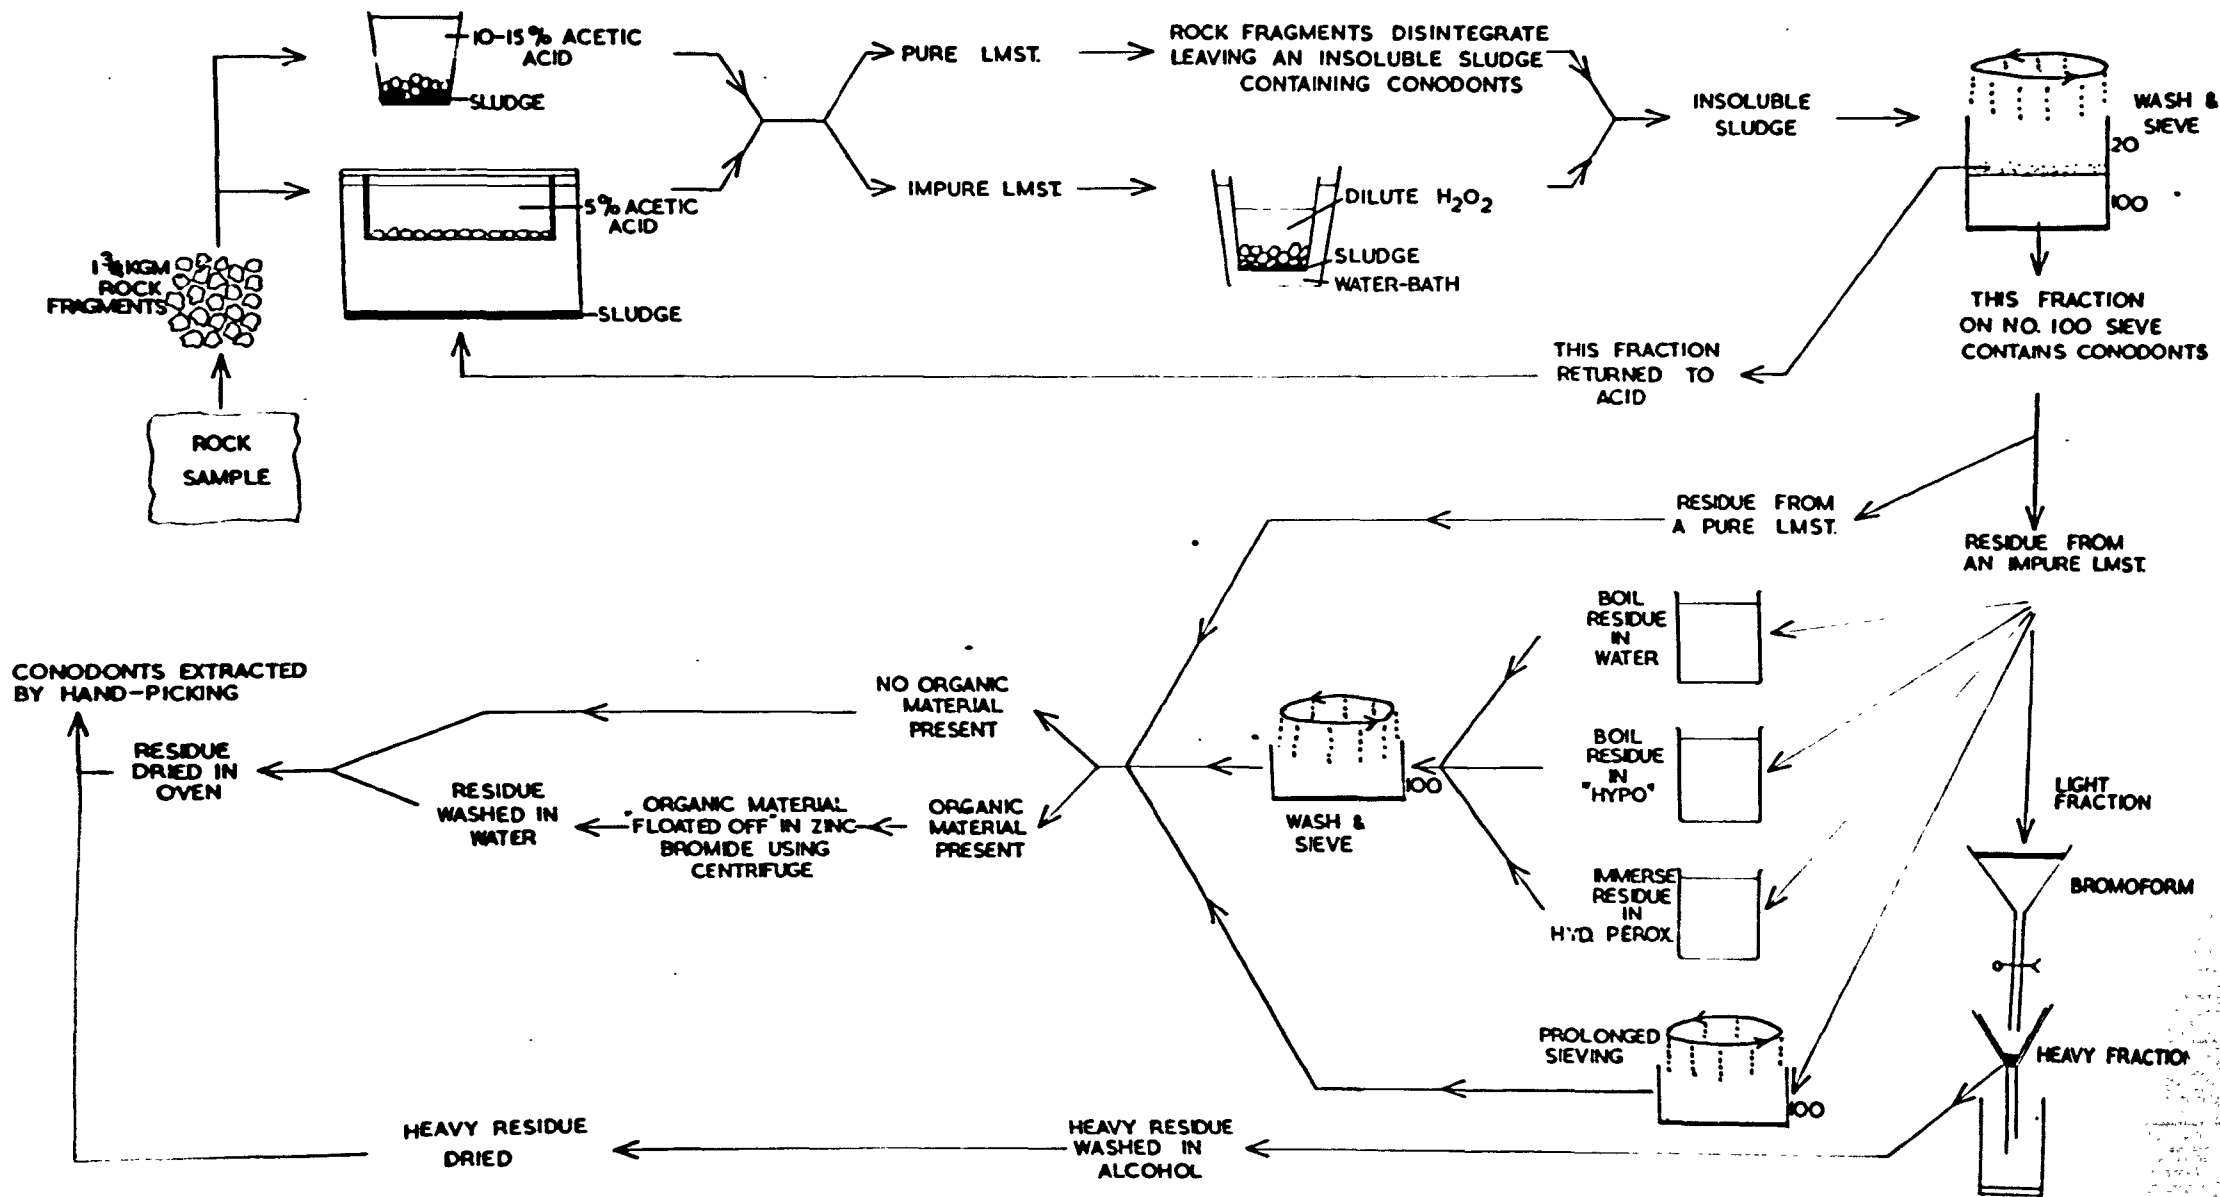 10-15% ACETIC
ACID
SLUDGE
PURE LMST.
ROCK FRAGMENTS DISINTEGRATE
LEAVING AN INSOLUBLE SLUDGE
CONTAINING CONODONTS
INSOLUBLE
SLUDGE
WASH &
SIEVE
20
100
5% ACETIC
ACID
SLUDGE
IMPURE LMST.
DILUTE H₂O₂
SLUDGE
WATER-BATH
KGM
ROCK
FRAGMENTS
ROCK
SAMPLE
THIS FRACTION
RETURNED TO
ACID
THIS FRACTION
ON NO. 100 SIEVE
CONTAINS CONODONTS
RESIDUE FROM
A PURE LMST.
RESIDUE FROM
AN IMPURE LMST.
BOIL
RESIDUE
IN
WATER
BOIL
RESIDUE
IN
"HYPO"
IMMERSE
RESIDUE
IN
HYD. PEROX.
LIGHT
FRACTION
BROMOFORM
HEAVY FRACTION
PROLONGED
SIEVING
100
WASH &
SIEVE
100
NO ORGANIC
MATERIAL
PRESENT
ORGANIC
MATERIAL
PRESENT
ORGANIC MATERIAL
"FLOATED OFF" IN ZINC
BROMIDE USING
CENTRIFUGE
RESIDUE
WASHED IN
WATER
RESIDUE
DRIED IN
OVEN
CONODONTS EXTRACTED
BY HAND-PICKING
HEAVY RESIDUE
WASHED IN
ALCOHOL
HEAVY RESIDUE
DRIED